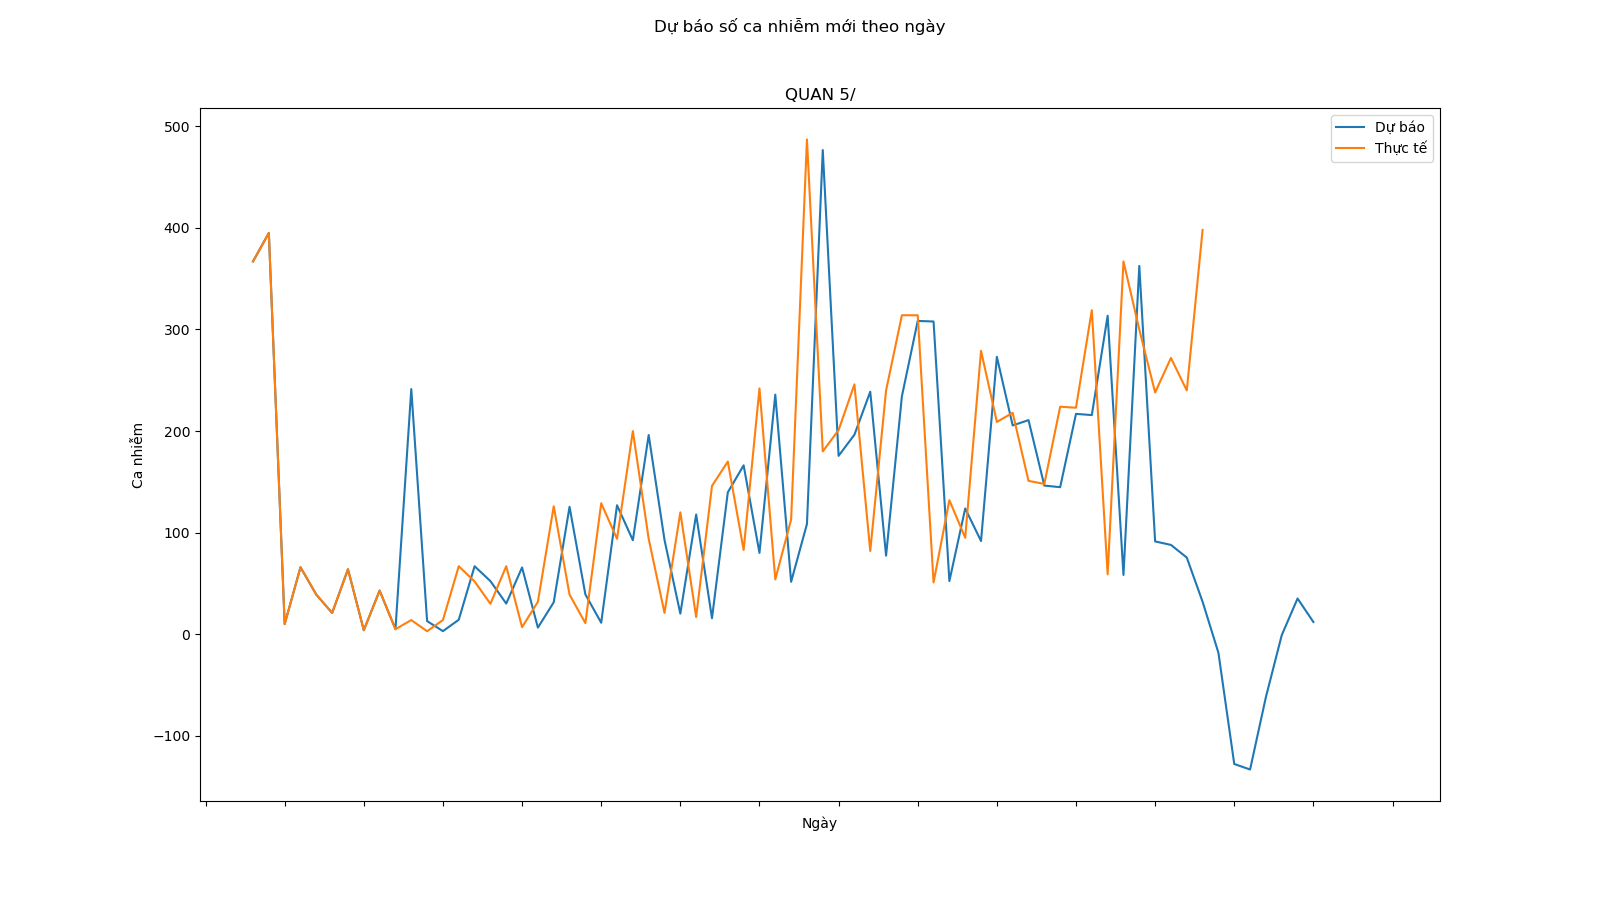 Dự báo số ca nhiễm mới theo ngày
QUAN 5/
500
400
300
200
100
0
−100
Ca nhiễm
Dự báo
Thực tế
Ngày